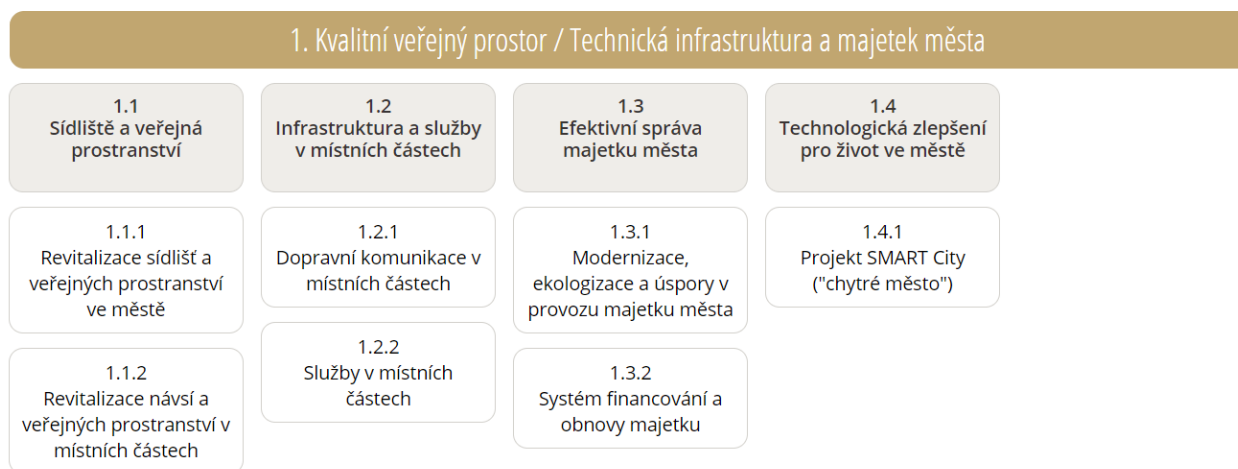 1. Kvalitní veřejný prostor / Technická infrastruktura a majetek města
1.1
Sídliště a veřejná
prostranství
1.2
Infrastruktura a služby
v místních částech
1.3
Efektivní správa
majetku města
1.4
Technologická zlepšení
pro život ve městě
1.1.1
Revitalizace sídlišť a
veřejných prostranství
ve městě
1.1.2
Revitalizace návsí a
veřejných prostranství v
místních částech
1.2.1
Dopravní komunikace v
místních částech
1.2.2
Služby v místních
částech
1.3.1
Modernizace,
ekologizace a úspory v
provozu majetku města
1.3.2
Systém financování a
obnovy majetku
1.4.1
Projekt SMART City
("chytré město")